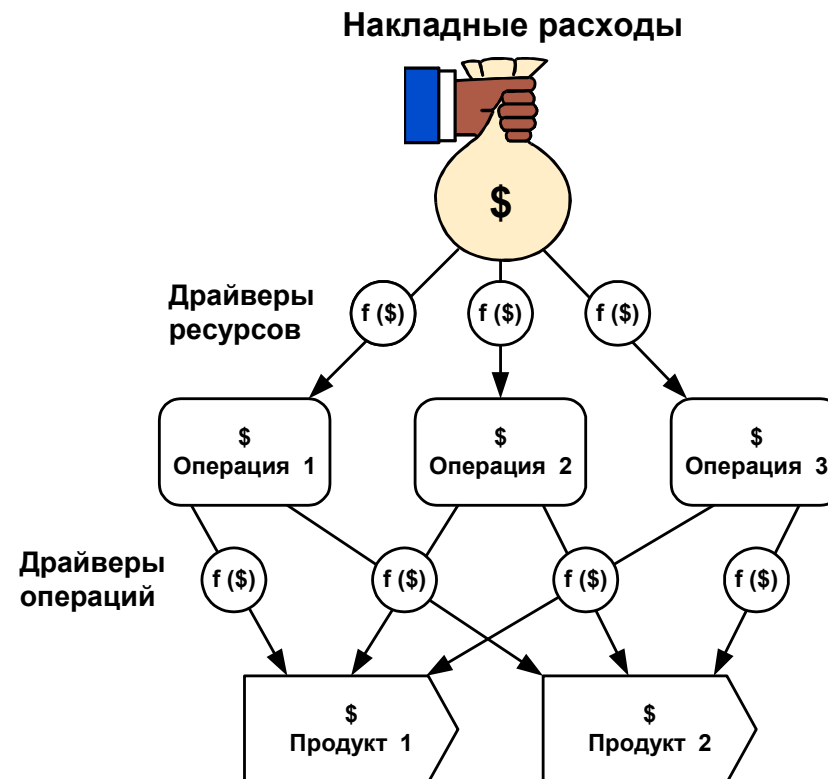 Накладные расходы
$
Драйверы
ресурсов
f ($)
f ($)
f ($)
$
Операция 1
$
Операция 2
$
Операция 3
Драйверы
операций
f ($)
f ($)
f ($)
f ($)
$
Продукт 1
$
Продукт 2